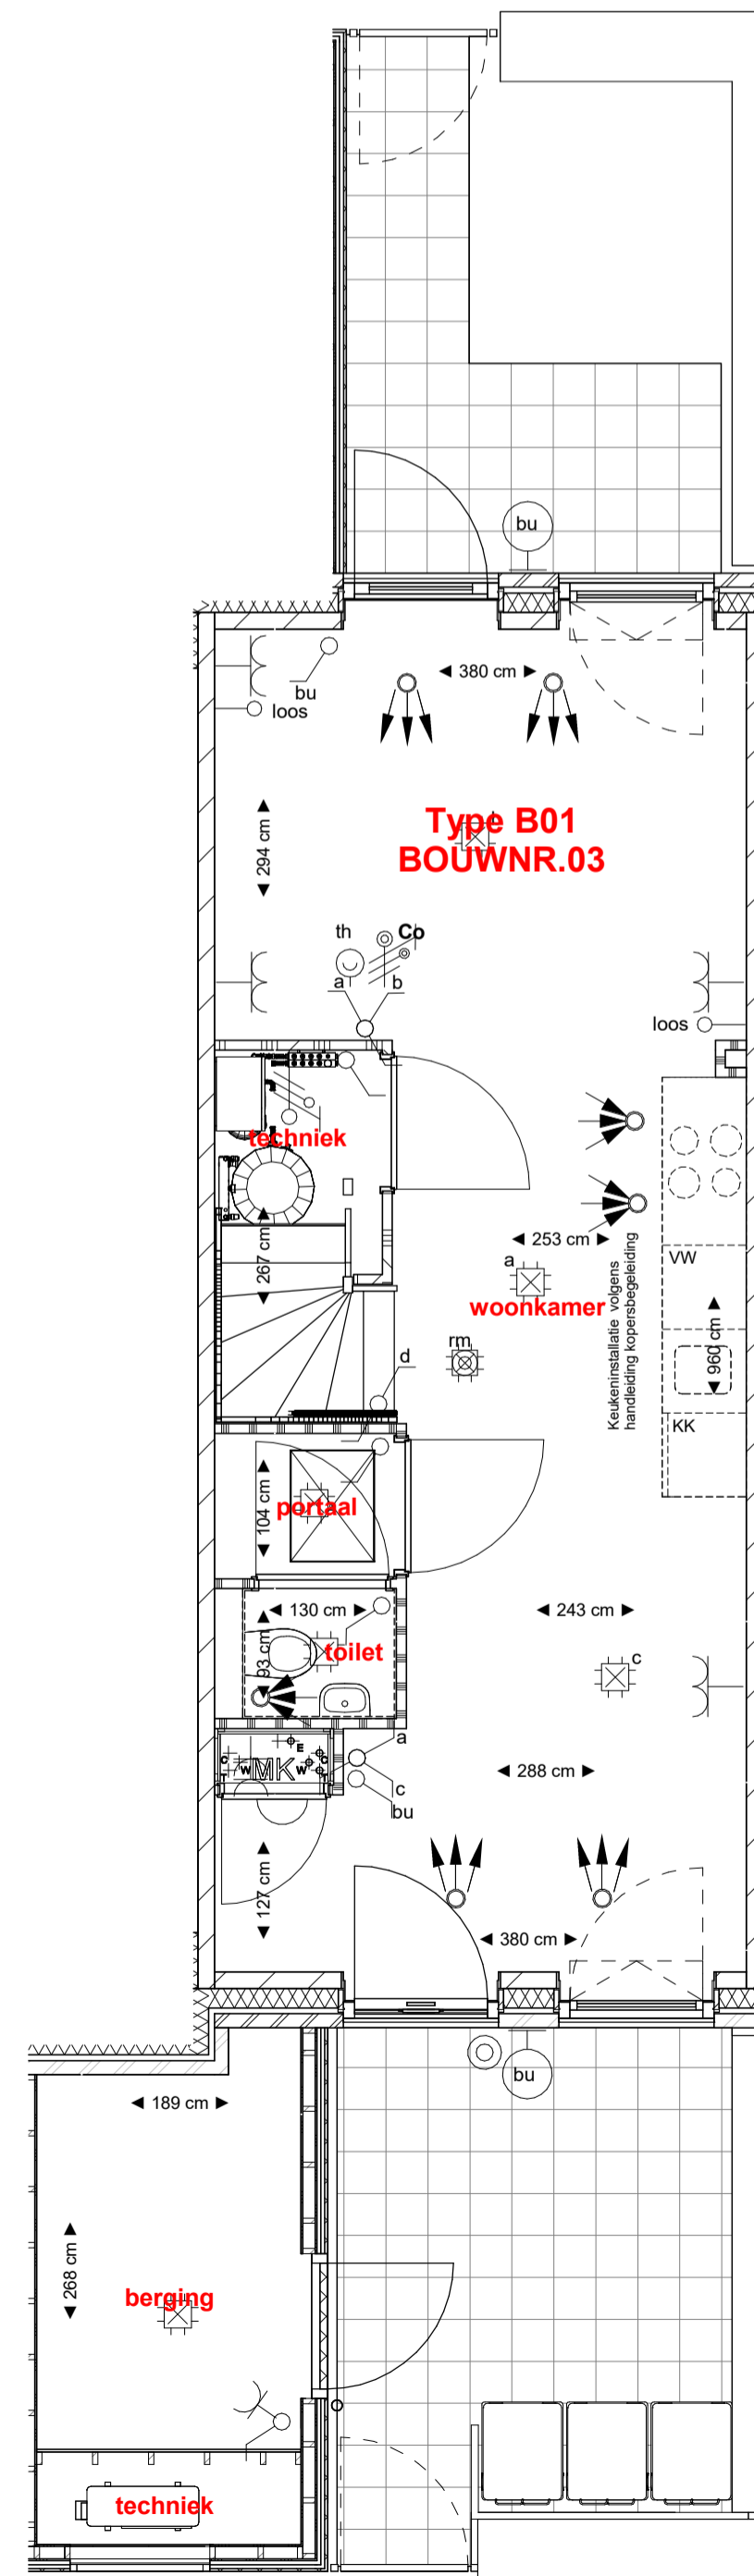 bu
380 cm
bu
loos
Type B01
BOUWNR.03
294 cm
th
Co
a
b
loos
techniek
267 cm
253 cm
a
woonkamer
VW
Keukeninstallatie volgens
handleiding kopersbegeleiding
960 cm
rm
d
KK
portaal
104 cm
130 cm
243 cm
93 cm
toilet
c
a
E
C
W
MK
W
C
c
bu
288 cm
127 cm
380 cm
bu
189 cm
268 cm
berging
techniek